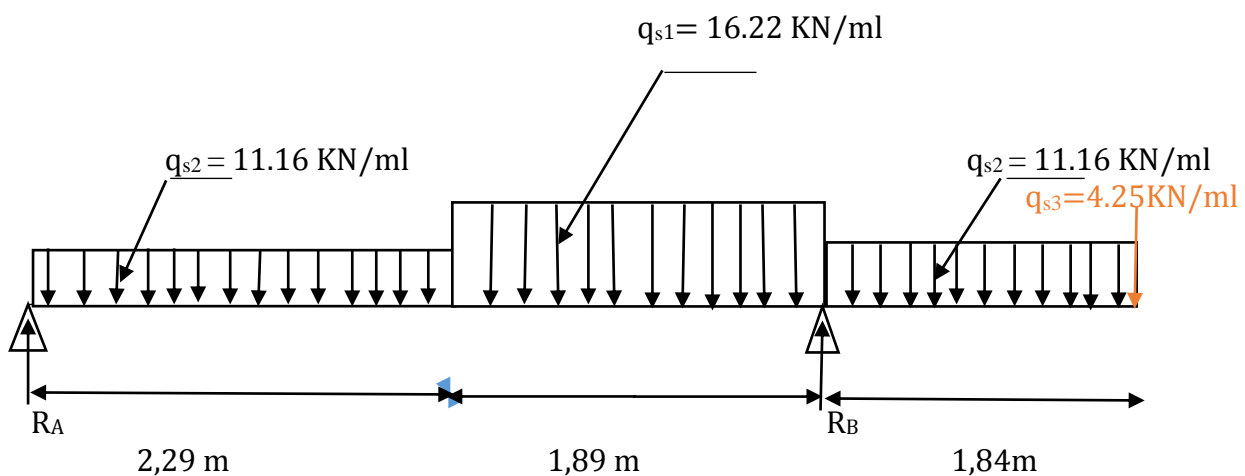 qs1= 16.22 KN/ml
qs2 = 11.16 KN/ml
qs2= 11.16 KN/ml
qs3=4.25KN/ml
RA
RB
2,29 m
1,89 m
1,84m